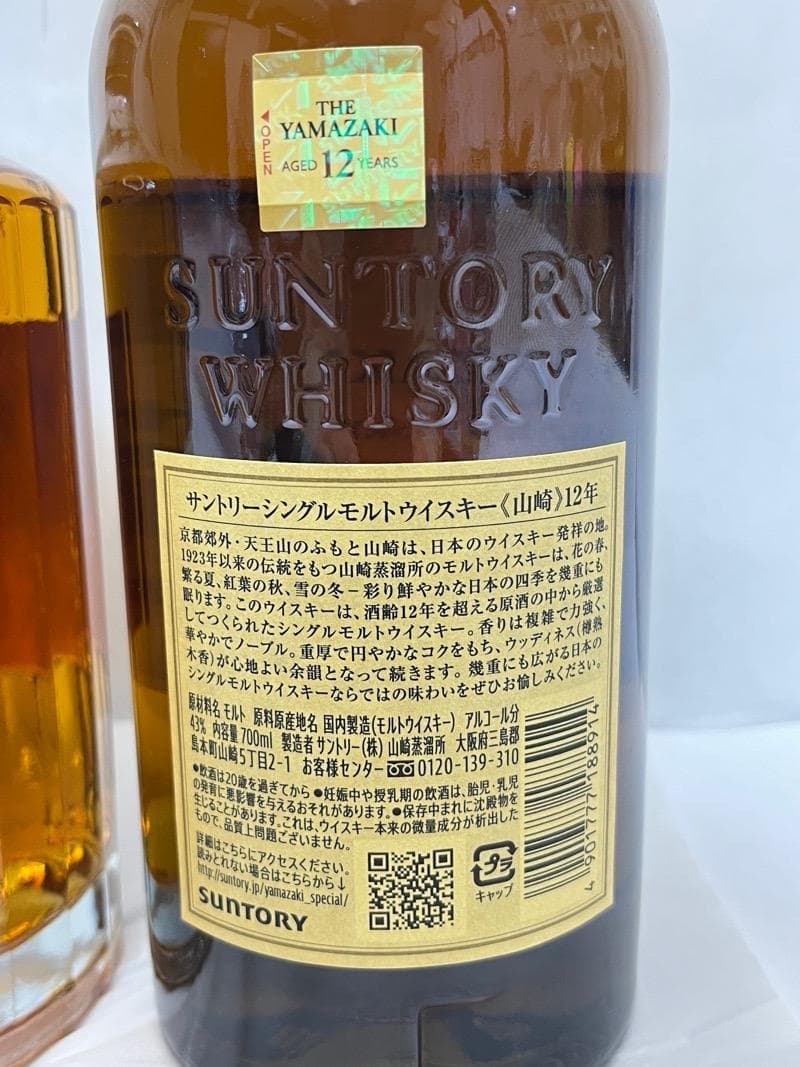 OPEN
THE
YAMAZAKI
AGED 12 YEARS
SUNTORY
WHISKY
サントリーシングルモルトウイスキー《山崎》12年
京都郊外・天王山のふもと山崎は、日本のウイスキー発祥の地。
1923年以来の伝統をもつ山崎蒸溜所のモルトウイスキーは、花の春、
繁る夏、紅葉の秋、雪の冬−彩り鮮やかな日本の四季を幾重にも
眠ります。このウイスキーは、酒齢12年を超える原酒の中から厳選
してつくられたシングルモルトウイスキー。香りは複雑で力強く、
華やかでノーブル。重厚で円やかなコクをもち、ウッディネス(樽熟
木香)が心地よい余韻となって続きます。幾重にも広がる日本の
シングルモルトウイスキーならではの味わいをぜひお愉しみください。
原材料名 モルト 原料原産地名 国内製造(モルトウイスキー) アルコール分
43% 内容量700ml 製造者 サントリー(株) 山崎蒸溜所 大阪府三島郡
島本町山崎5丁目2-1 お客様センター 0120-139-310
●飲酒は20歳を過ぎてから ●妊娠中や授乳期の飲酒は、胎児・乳児
の発育に悪影響を与えるおそれがあります。●保存中まれに沈殿物を
生じることがあります。これは、ウイスキー本来の微量成分が析出した
もので、品質上問題ございません。
詳細はこちらにアクセスください。
読みとれない場合はこちらから↓
http://suntory.jp/yamazaki_special/
SUNTORY
プラ
キャップ
4901777188914